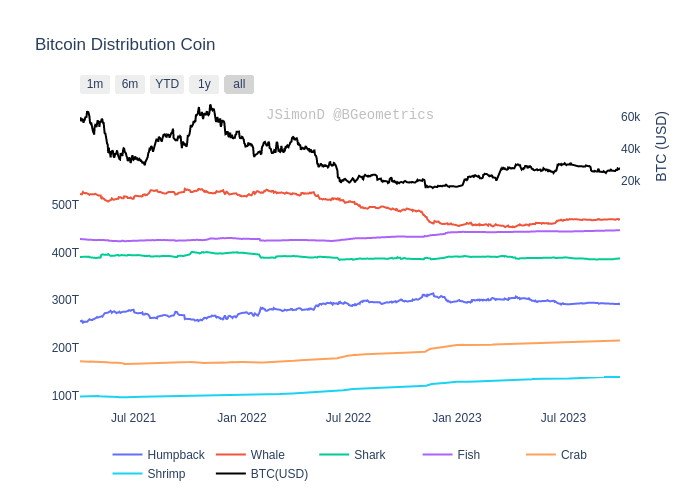 Bitcoin Distribution Coin
1m 6m YTD 1y all
JSimonD @BGeometrics
60k
40k
20k
BTC (USD)
500T
400T
300T
200T
100T
Jul 2021 Jan 2022 Jul 2022 Jan 2023 Jul 2023
Humpback Whale Shark Fish Crab
Shrimp BTC(USD)